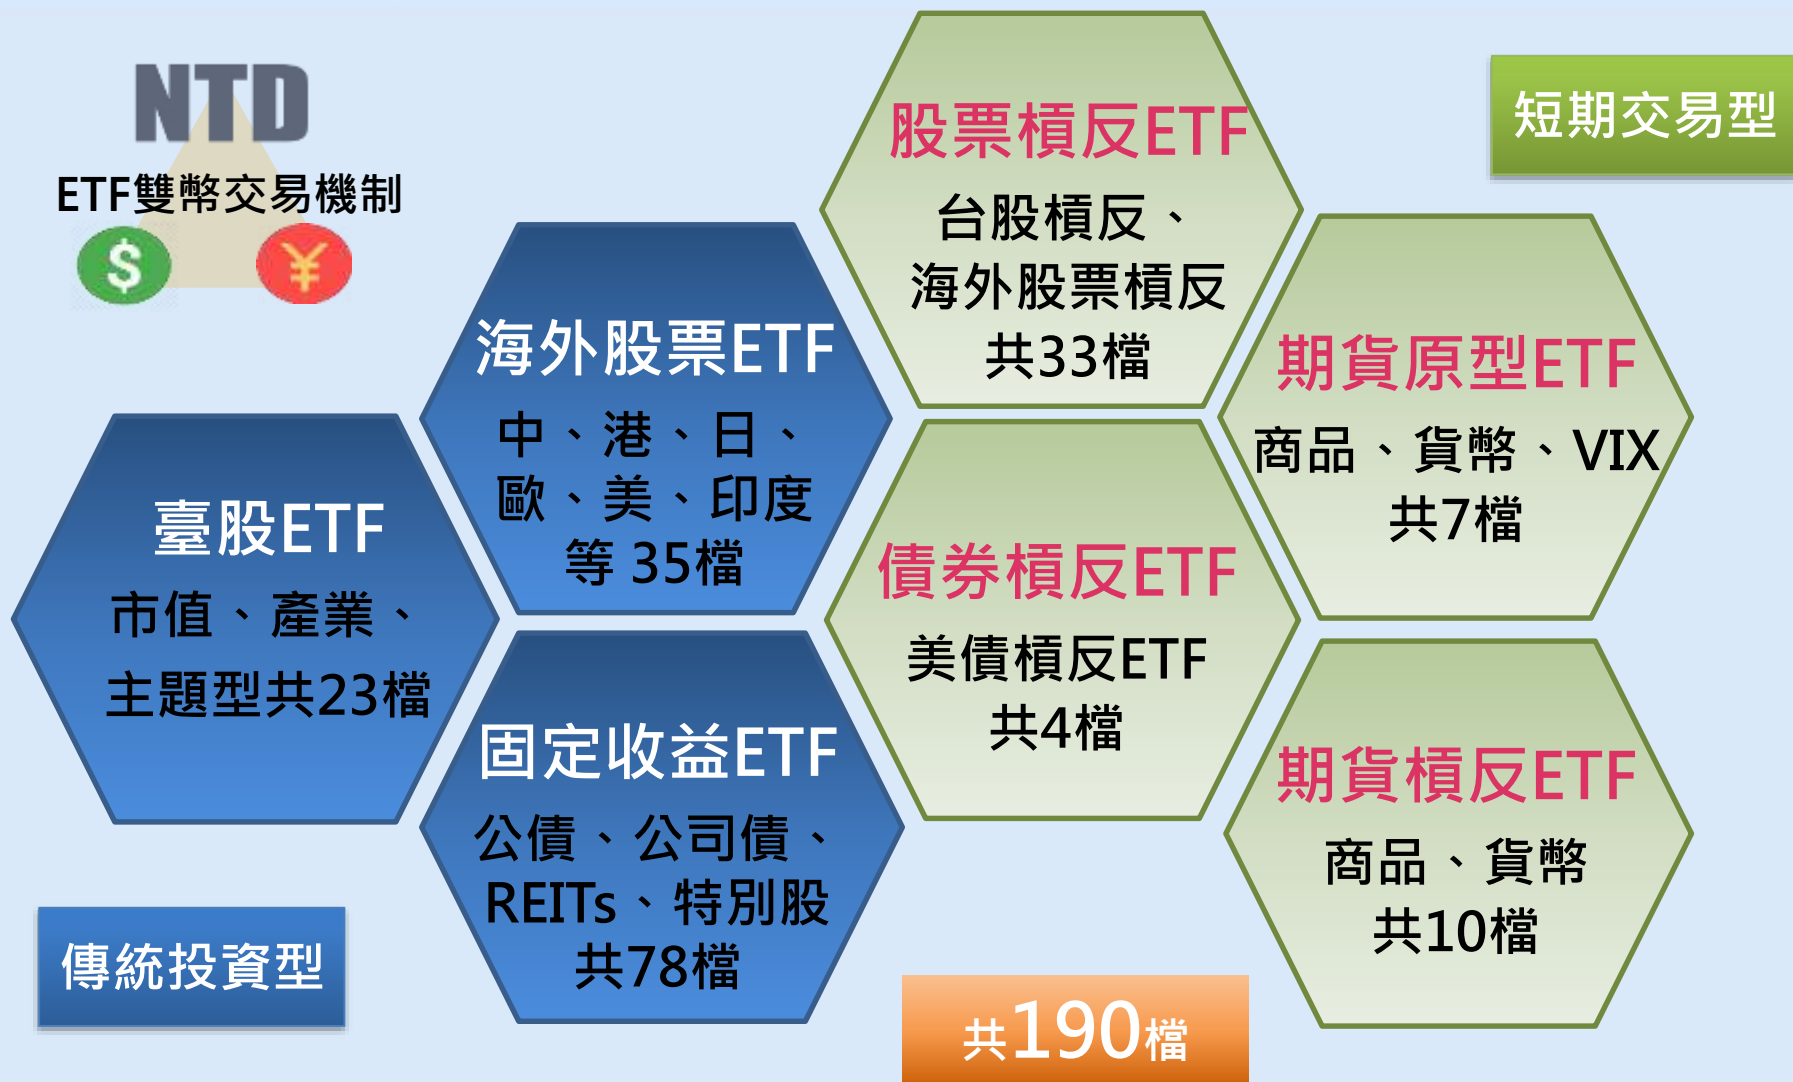 NTD
ETF雙幣交易機制
$
¥
短期交易型
股票槓反ETF
台股槓反、
海外股票槓反
共33檔
海外股票ETF
中、港、日、
歐、美、印度
等 35檔
期貨原型ETF
商品、貨幣、VIX
共7檔
臺股ETF
市值、產業、
主題型共23檔
債券槓反ETF
美債槓反ETF
共4檔
固定收益ETF
公債、公司債、
REITs、特別股
共78檔
期貨槓反ETF
商品、貨幣
共10檔
傳統投資型
共190檔